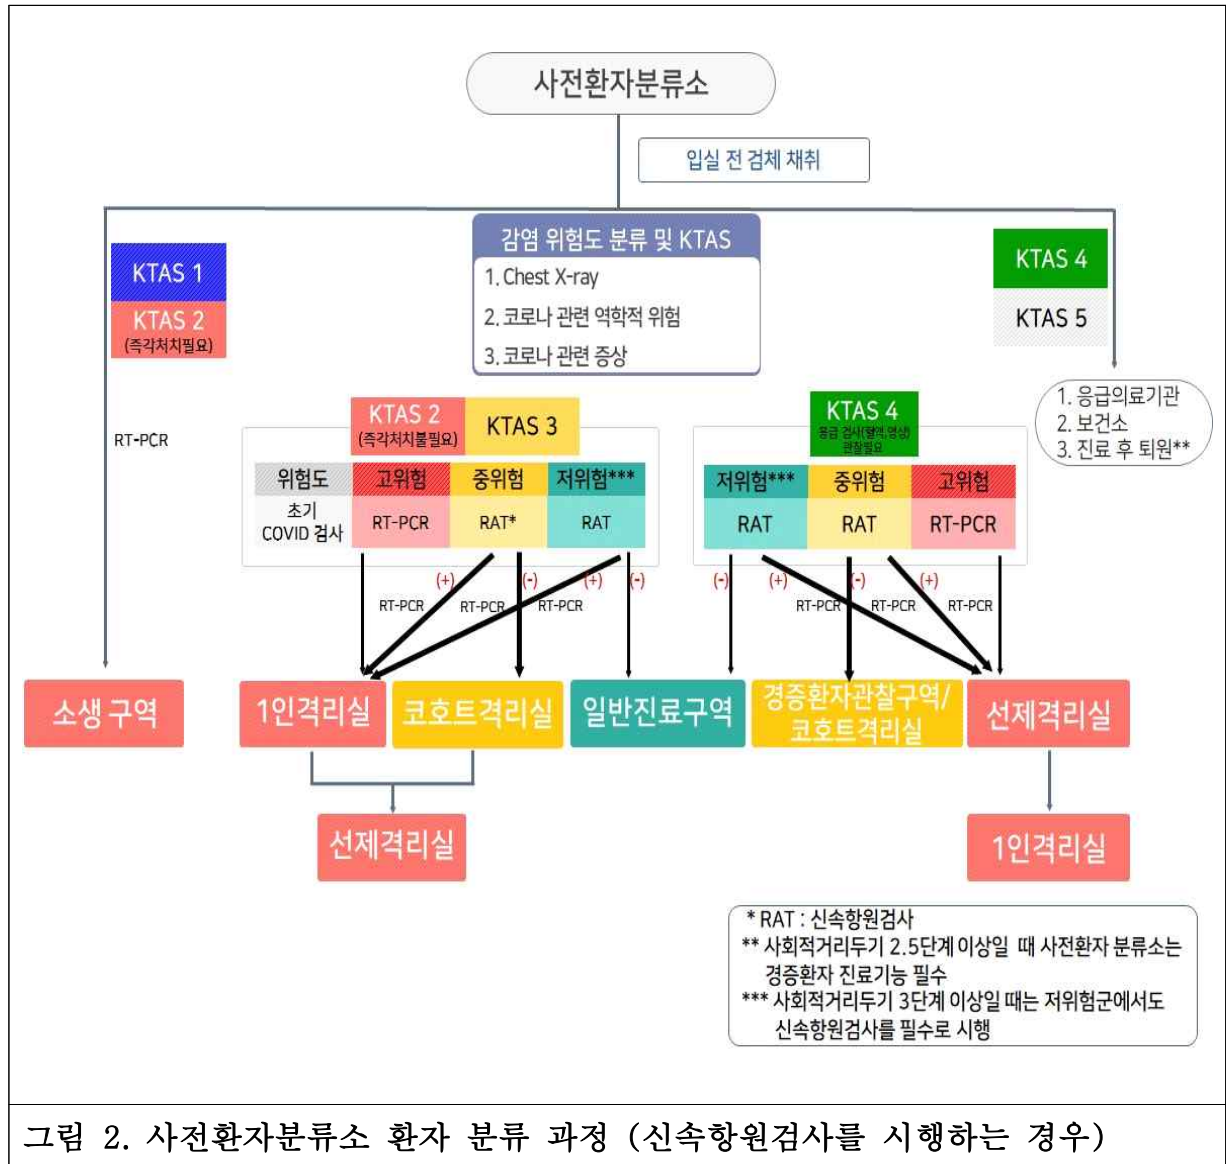 사전환자분류소
입실 전 검체 채취
감염 위험도 분류 및 KTAS
1. Chest X-ray
2. 코로나 관련 역학적 위험
3. 코로나 관련 증상
KTAS 1
KTAS 2
(즉각처치필요)
RT-PCR
KTAS 4
KTAS 5
1. 응급의료기관
2. 보건소
3. 진료 후 퇴원**
KTAS 2
(즉각처치불필요)
KTAS 3
위험도 고위험 중위험 저위험***
초기
COVID 검사
RT-PCR RAT* RAT
KTAS 4
응급 검사(혈액,영상)
관찰필요
저위험*** 중위험 고위험
RAT RAT RT-PCR
(+) (-) (+) (-)
RT-PCR RT-PCR RT-PCR
(-) (+) (-) (+)
RT-PCR RT-PCR RT-PCR
소생 구역
1인격리실
코호트격리실
일반진료구역
경증환자관찰구역/
코호트격리실
선제격리실
선제격리실
1인격리실
* RAT : 신속항원검사
** 사회적거리두기 2.5단계 이상일 때 사전환자 분류소는
경증환자 진료기능 필수
*** 사회적거리두기 3단계 이상일 때는 저위험군에서도
신속항원검사를 필수로 시행
그림 2. 사전환자분류소 환자 분류 과정 (신속항원검사를 시행하는 경우)